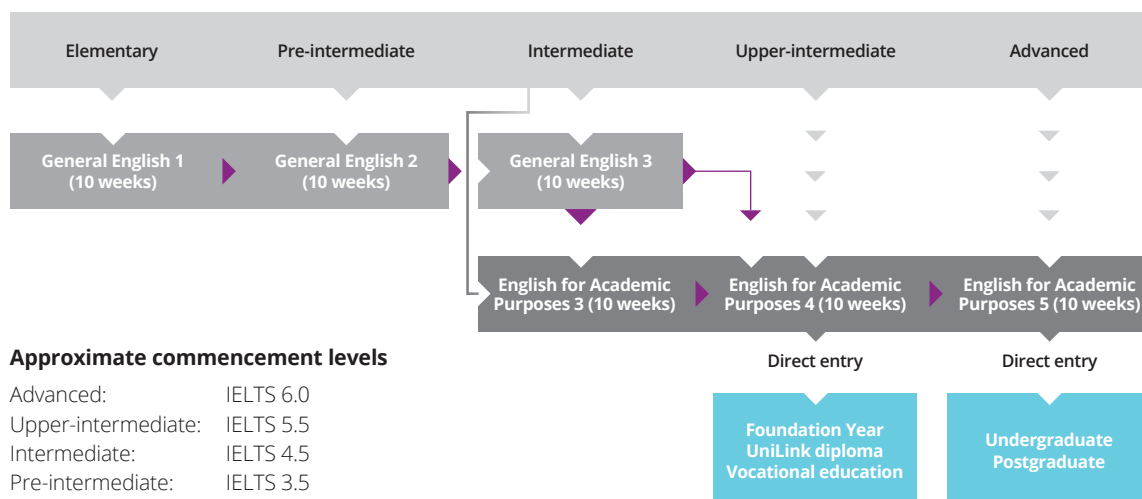 Elementary
Pre-intermediate
Intermediate
Upper-intermediate
Advanced
General English 1
(10 weeks)
General English 2
(10 weeks)
General English 3
(10 weeks)
English for Academic
Purposes 3 (10 weeks)
English for Academic
Purposes 4 (10 weeks)
English for Academic
Purposes 5 (10 weeks)
Direct entry
Direct entry
Foundation Year
UniLink diploma
Vocational education
Undergraduate
Postgraduate
Approximate commencement levels
Advanced: IELTS 6.0
Upper-intermediate: IELTS 5.5
Intermediate: IELTS 4.5
Pre-intermediate: IELTS 3.5